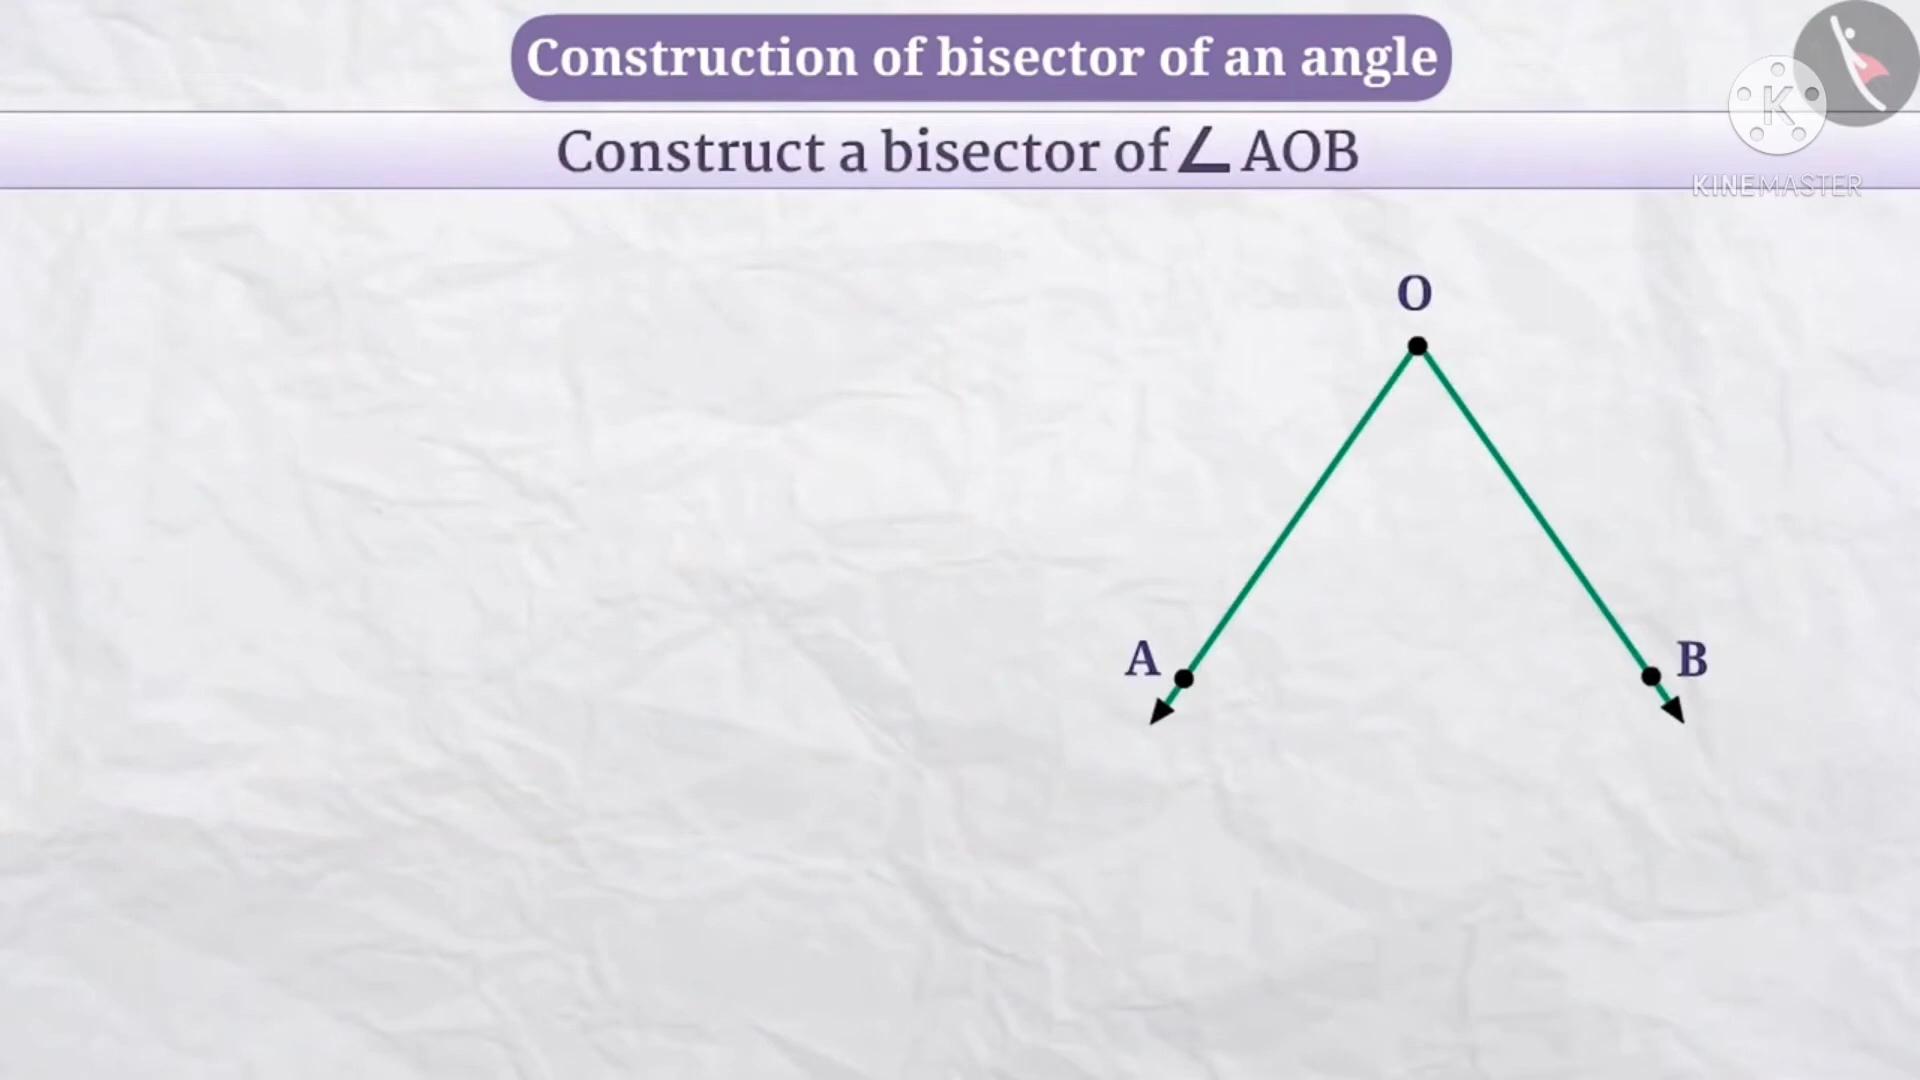 Construction of bisector of an angle
Construct a bisector of ∠AOB
K
KINEMASTER
O
A
B